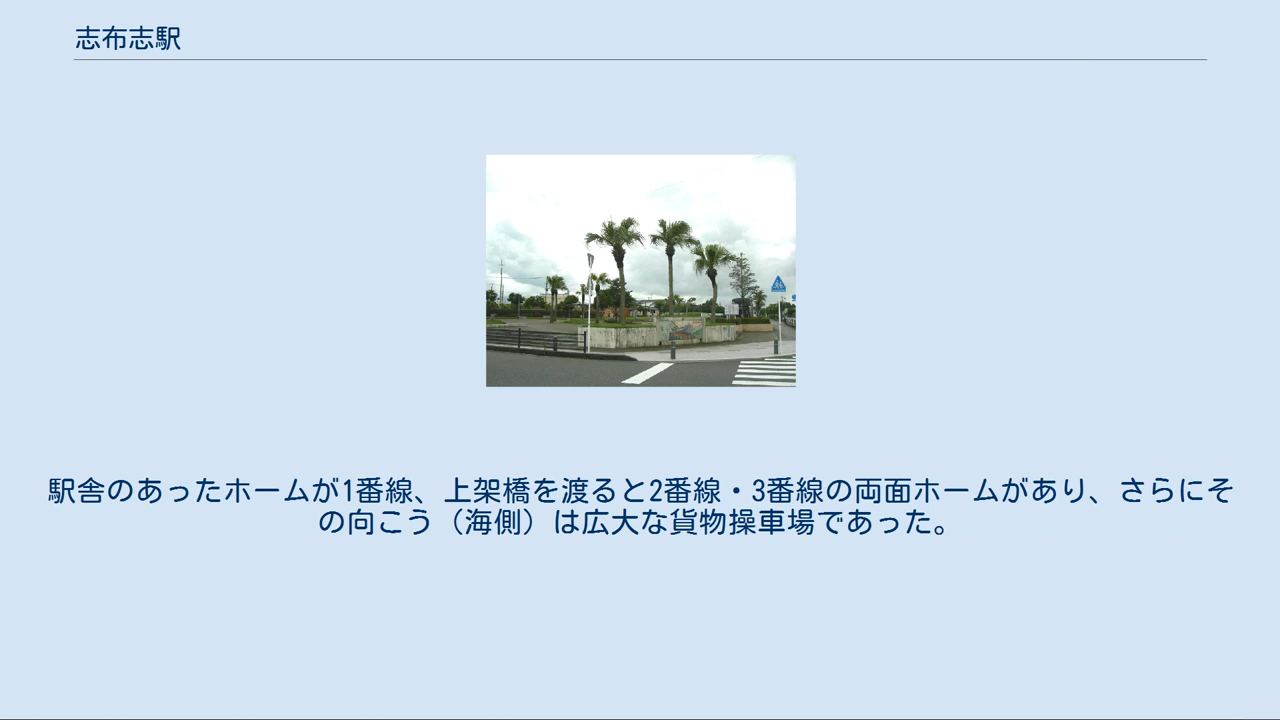 志布志駅
駅舎のあったホームが1番線、上架橋を渡ると2番線・3番線の両面ホームがあり、さらにそ
の向こう（海側）は広大な貨物操車場であった。